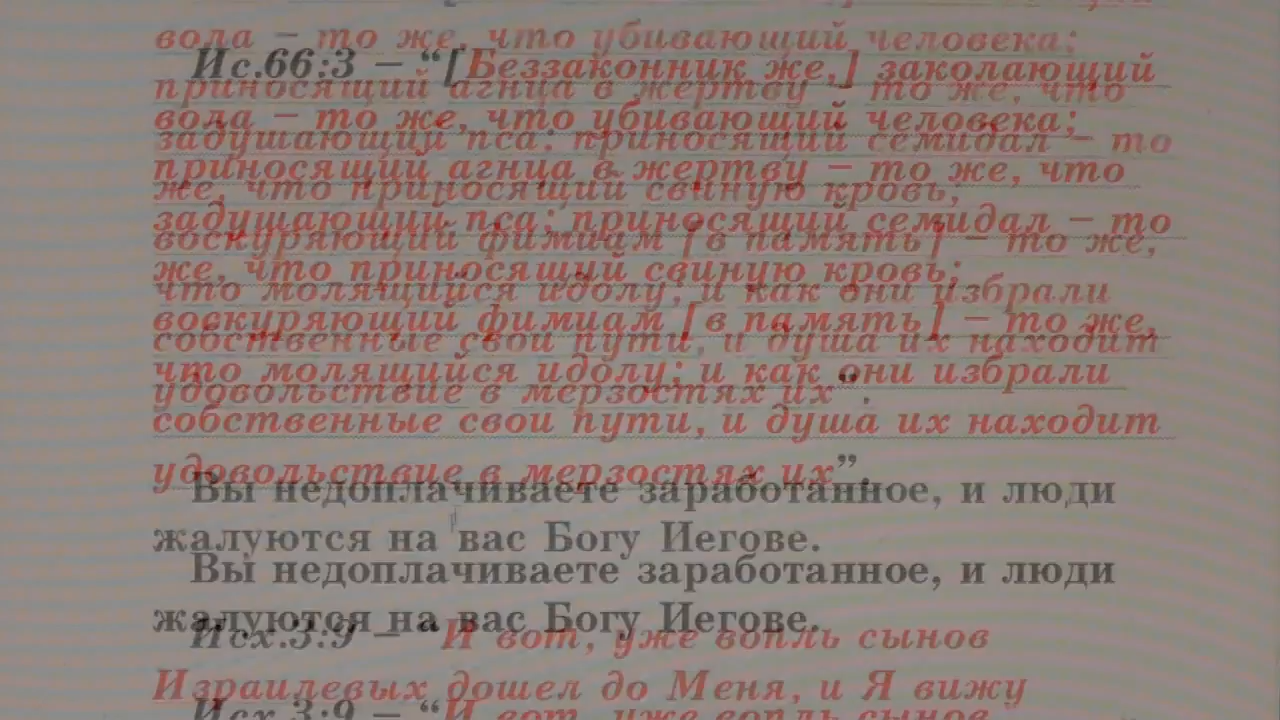 вола – то же, что убивающий человека;
Ис.66:3 – “[Беззаконник же,] заколающий
приносящий агнца в жертву – то же, что
вола – то же, что убивающий человека;
задушающий пса; приносящий семидал – то
приносящий агнца в жертву – то же, что
же, что приносящий свиную кровь;
задушающий пса; приносящий семидал – то
воскуряющий фимиам [в память] – то же,
же, что приносящий свиную кровь;
что молящийся идолу; и как они избрали
воскуряющий фимиам [в память] – то же,
собственные свои пути, и душа их находит
что молящийся идолу; и как они избрали
удовольствие в мерзостях их”.
собственные свои пути, и душа их находит
удовольствие в мерзостях их”.
Вы недоплачиваете заработанное, и люди
жалуются на вас Богу Иегове.
Вы недоплачиваете заработанное, и люди
жалуются на вас Богу Иегове.
Исх.3:9 – “И вот, уже вопль сынов
Израилевых дошел до Меня, и Я вижу
Исх.3:9 – “И вот, уже вопль сынов